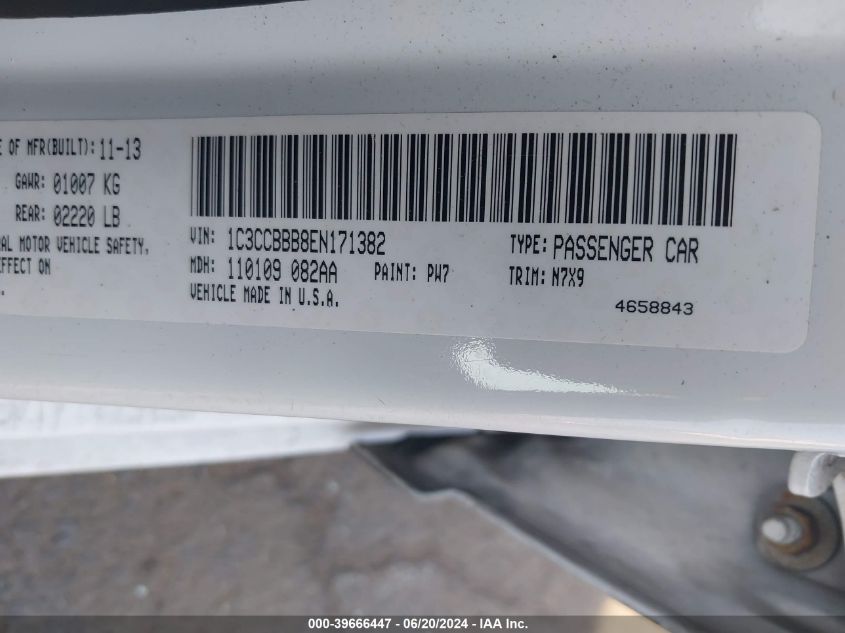 E OF MFR(BUILT): 11-13
GAWR: 01007 KG
REAR: 02220 LB
AL MOTOR VEHICLE SAFETY,
EFFECT ON
VIN: 1C3CCBBB8EN171382
TYPE: PASSENGER CAR
MDH: 110109 082AA
PAINT: PW7
TRIM: N7X9
VEHICLE MADE IN U.S.A.
4658843
000-39666447 - 06/20/2024 - IAA Inc.